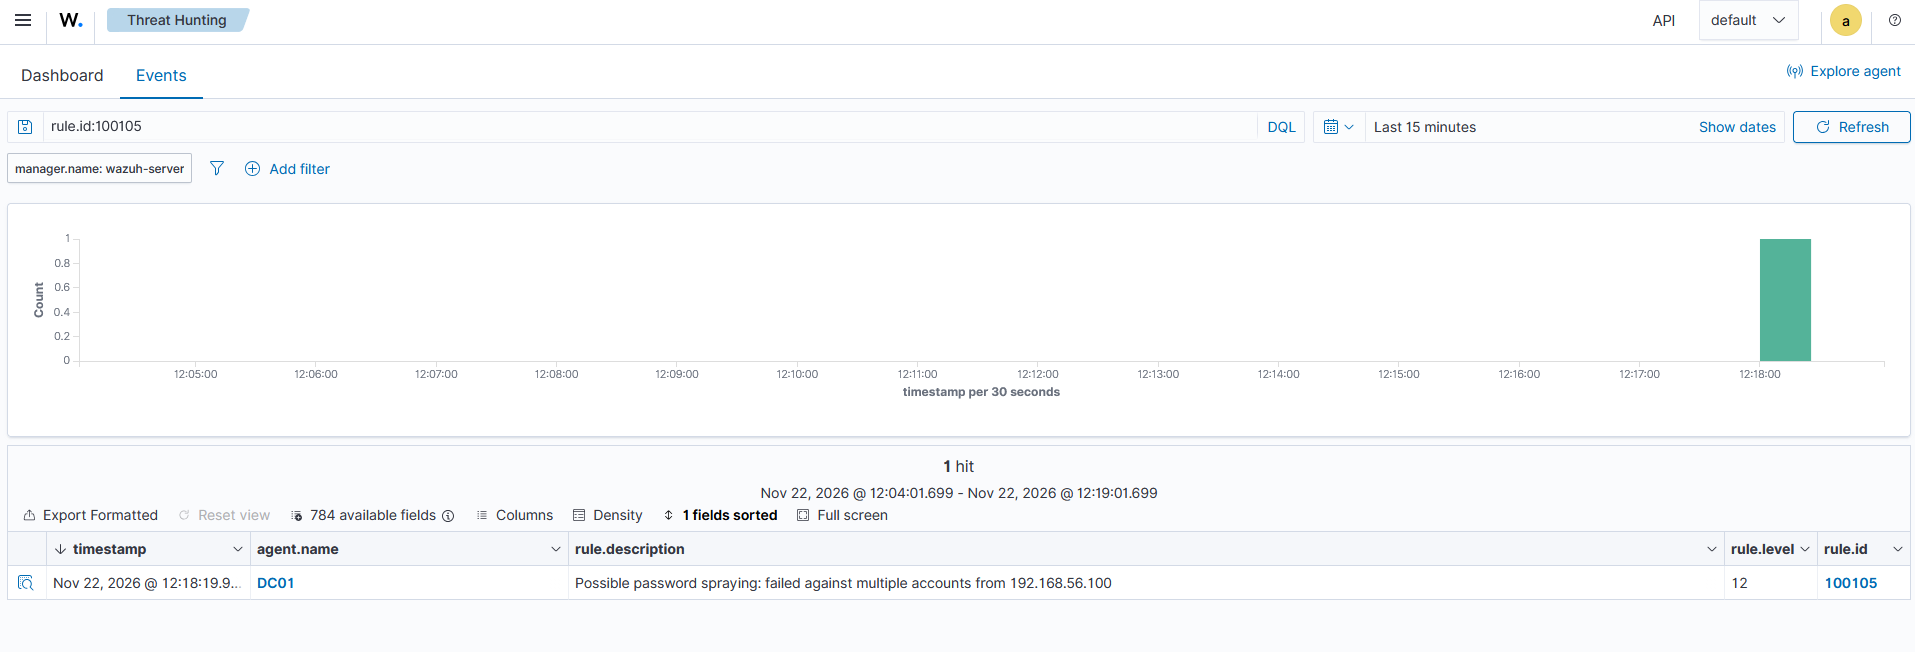 W. Threat Hunting API default a
Dashboard Events Explore agent
rule.id:100105 DQL Last 15 minutes Show dates Refresh
manager.name: wazuh-server Add filter
1
0.8
0.6
0.4
0.2
0
Count
12:05:00 12:06:00 12:07:00 12:08:00 12:09:00 12:10:00 12:11:00 12:12:00 12:13:00 12:14:00 12:15:00 12:16:00 12:17:00 12:18:00
timestamp per 30 seconds
1 hit
Nov 22, 2026 @ 12:04:01.699 - Nov 22, 2026 @ 12:19:01.699
Export Formatted Reset view 784 available fields Columns Density 1 fields sorted Full screen
timestamp agent.name rule.description rule.level rule.id
Nov 22, 2026 @ 12:18:19.9... DC01 Possible password spraying: failed against multiple accounts from 192.168.56.100 12 100105